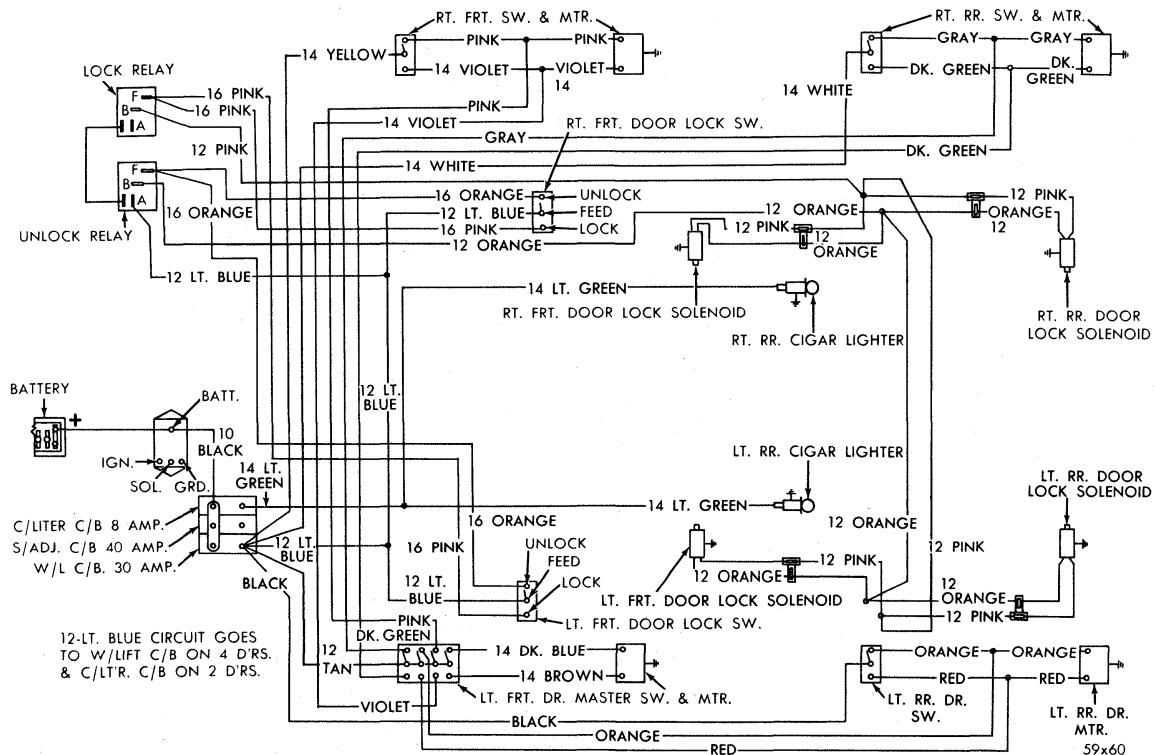 RT. FRT. SW. & MTR.
RT. RR. SW. & MTR.
PINK
PINK
GRAY
GRAY
14 YELLOW
14 VIOLET
VIOLET
14
DK. GREEN
DK.
GREEN
LOCK RELAY
F
B
A
16 PINK
16 PINK
PINK
14 WHITE
14 VIOLET
RT. FRT. DOOR LOCK SW.
GRAY
12 PINK
DK. GREEN
14 WHITE
F
B
A
16 ORANGE
16 ORANGE
UNLOCK
12 LT. BLUE
FEED
16 PINK
LOCK
12 ORANGE
UNLOCK RELAY
12 ORANGE
12 PINK
12
ORANGE
12 PINK
ORANGE
12
12 LT. BLUE
14 LT. GREEN
RT. FRT. DOOR LOCK SOLENOID
RT. RR. DOOR
LOCK SOLENOID
RT. RR. CIGAR LIGHTER
12 LT.
BLUE
BATTERY
+
BATT.
10
BLACK
IGN.
SOL.
GRD.
14 LT.
GREEN
LT. RR. CIGAR LIGHTER
LT. RR. DOOR
LOCK SOLENOID
14 LT. GREEN
C/LITER C/B 8 AMP.
S/ADJ. C/B 40 AMP.
W/L C/B. 30 AMP.
12 LT.
BLUE
BLACK
16 ORANGE
16 PINK
12 ORANGE
12 PINK
UNLOCK
FEED
LOCK
12 LT.
BLUE
12 PINK
12 ORANGE
LT. FRT. DOOR LOCK SOLENOID
12
ORANGE
12 PINK
LT. FRT. DOOR LOCK SW.
12-LT. BLUE CIRCUIT GOES
TO W/LIFT C/B ON 4 D'RS.
& C/LT'R. C/B ON 2 D'RS.
PINK
DK. GREEN
12
TAN
14 DK. BLUE
14 BROWN
ORANGE
ORANGE
RED
RED
LT. FRT. DR. MASTER SW. & MTR.
LT. RR. DR.
SW.
LT. RR. DR.
MTR.
VIOLET
BLACK
ORANGE
RED
59x60